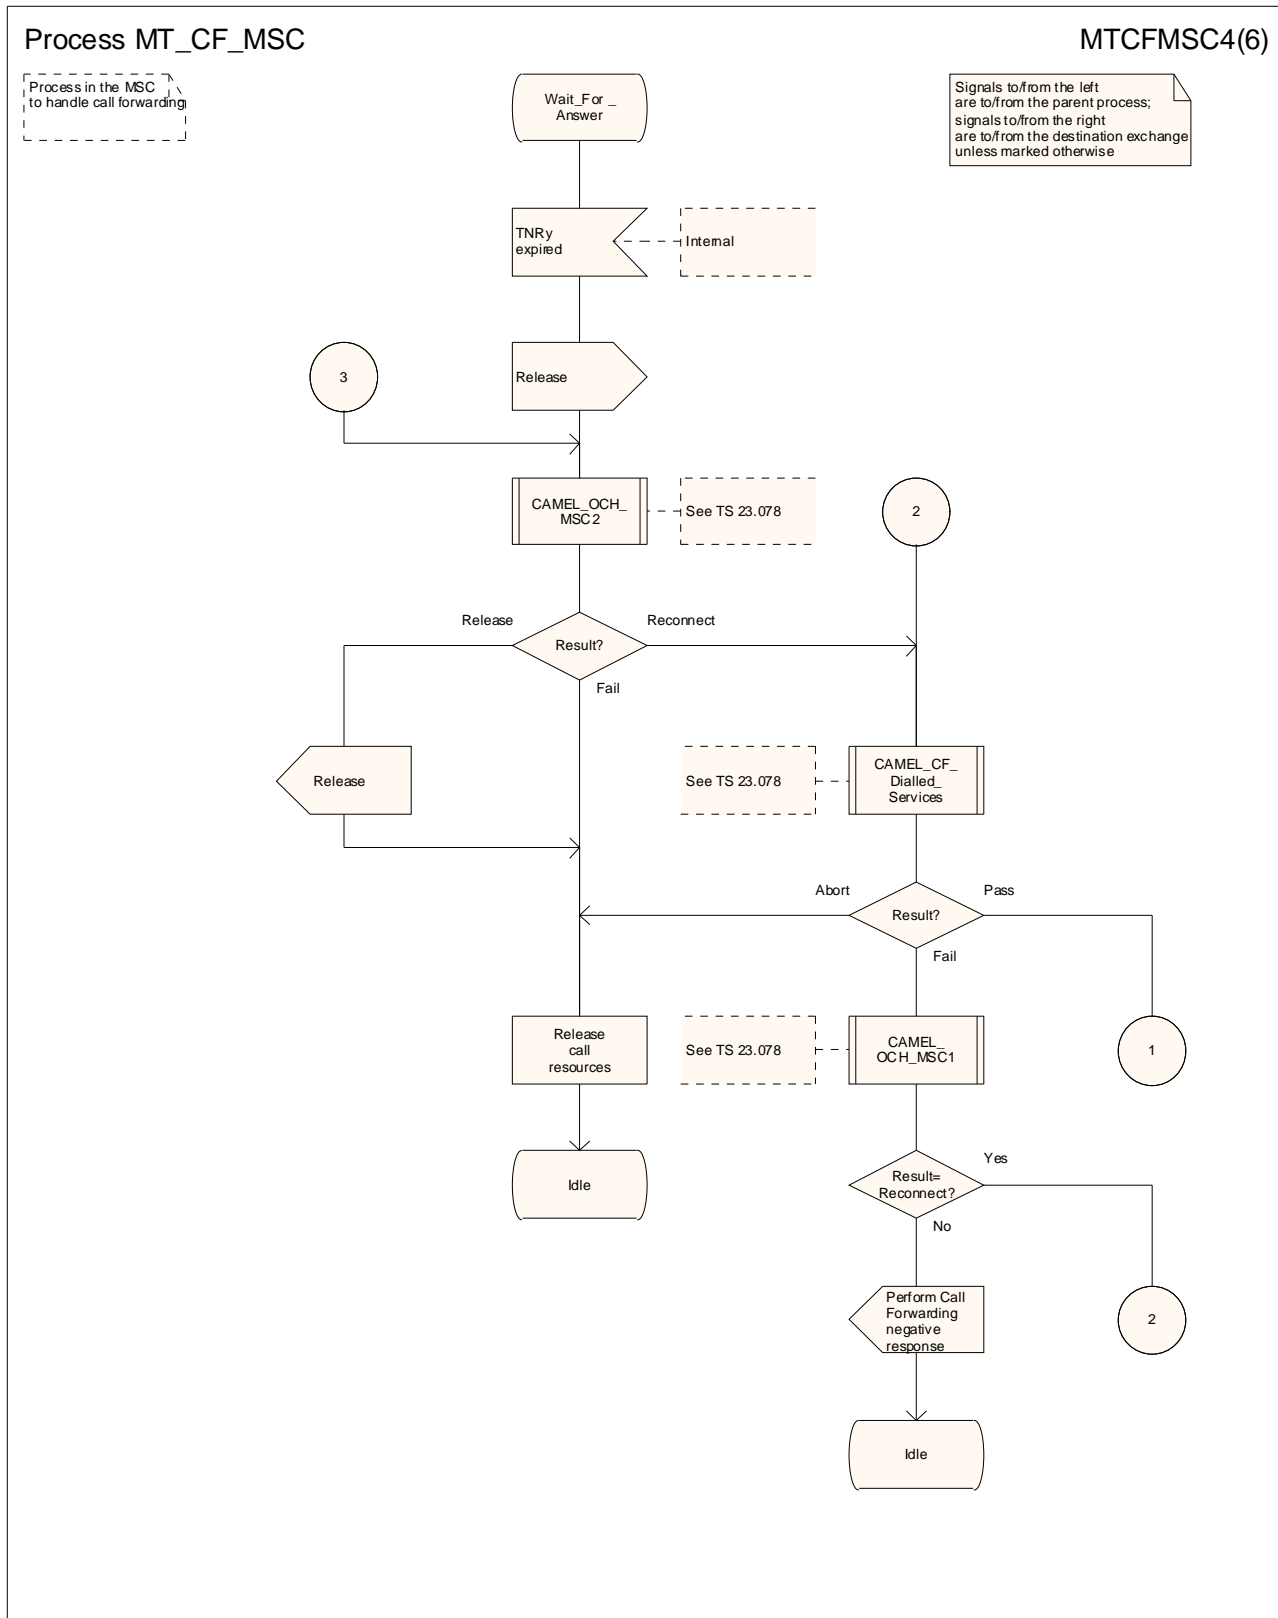 Process MT_CF_MSC
MTCFMSC4(6)
Process in the MSC
to handle call forwarding
Wait_For _
Answer
Signals to/from the left
are to/from the parent process;
signals to/from the right
are to/from the destination exchange
unless marked otherwise
TNRy
expired
Internal
3
Release
CAMEL_OCH_
MSC2
See TS 23.078
2
Release
Result?
Reconnect
Fail
Release
See TS 23.078
CAMEL_CF_
Dialled_
Services
Abort
Result?
Pass
Fail
Release
call
resources
See TS 23.078
CAMEL_
OCH_MSC1
1
Idle
Result=
Reconnect?
Yes
No
Perform Call
Forwarding
negative
response
2
Idle